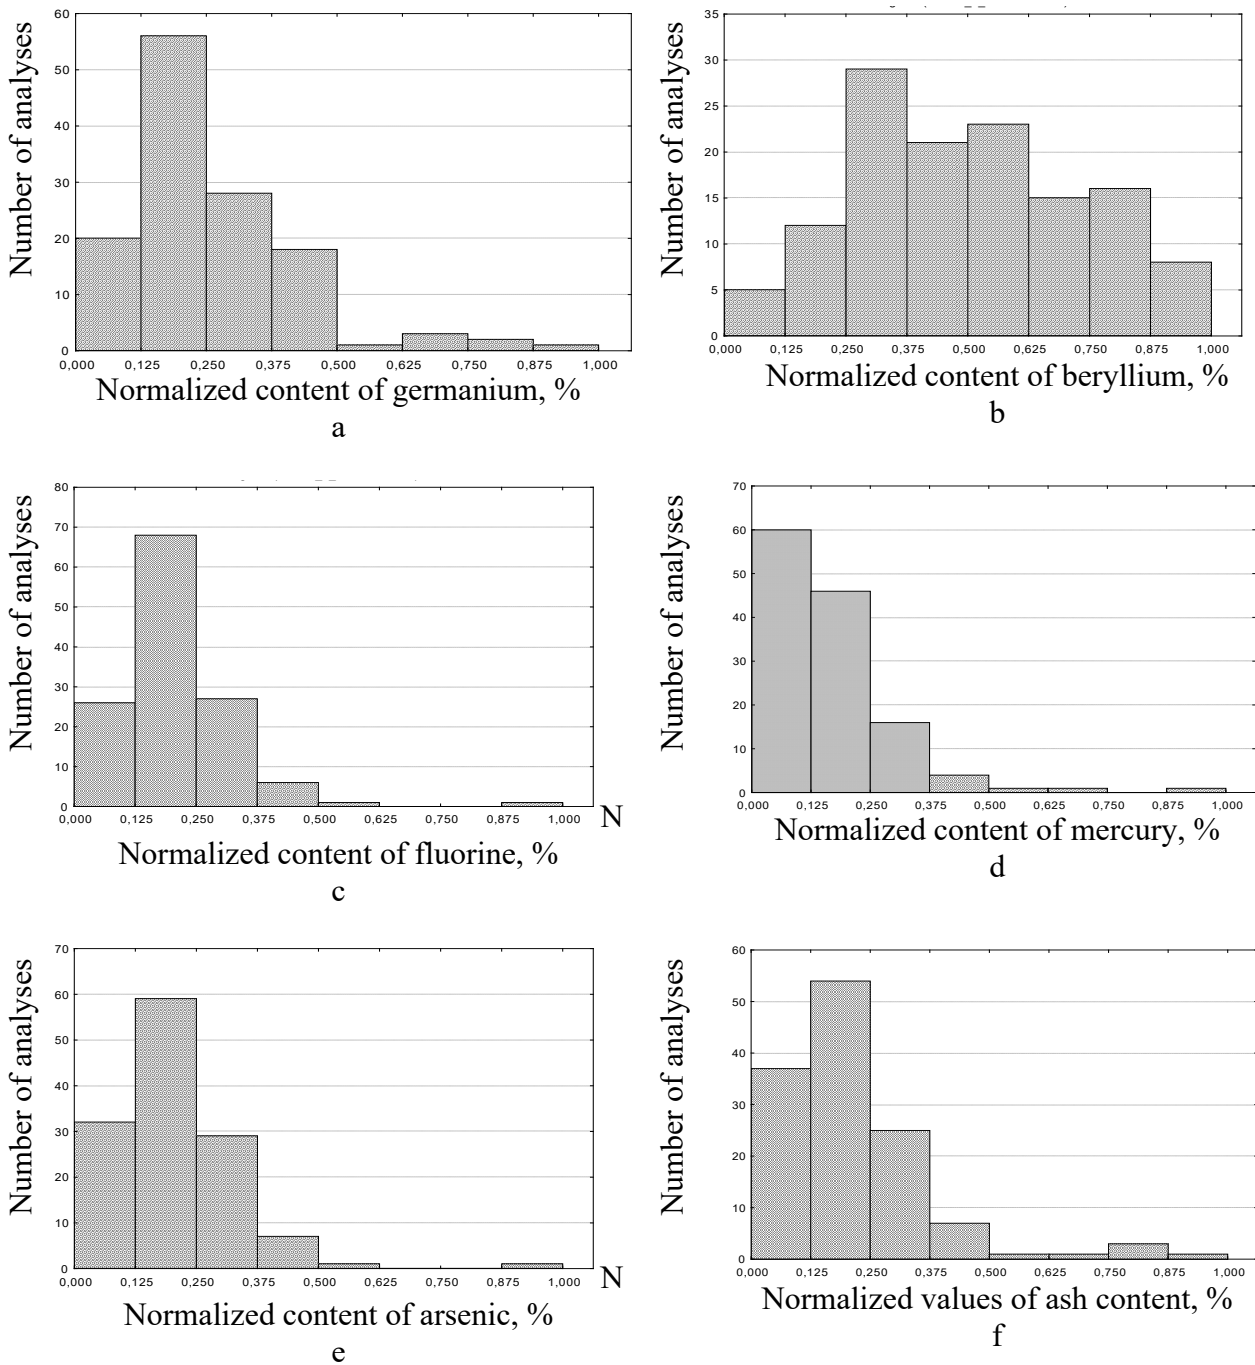 Number of analyses
60
50
40
30
20
10
0
0,000 0,125 0,250 0,375 0,500 0,625 0,750 0,875 1,000
Normalized content of germanium, %
a
Number of analyses
35
30
25
20
15
10
5
0
0,000 0,125 0,250 0,375 0,500 0,625 0,750 0,875 1,000
Normalized content of beryllium, %
b
Number of analyses
80
70
60
50
40
30
20
10
0
0,000 0,125 0,250 0,375 0,500 0,625 0,750 0,875 1,000 N
Normalized content of fluorine, %
c
Number of analyses
70
60
50
40
30
20
10
0
0,000 0,125 0,250 0,375 0,500 0,625 0,750 0,875 1,000
Normalized content of mercury, %
d
Number of analyses
70
60
50
40
30
20
10
0
0,000 0,125 0,250 0,375 0,500 0,625 0,750 0,875 1,000 N
Normalized content of arsenic, %
e
Number of analyses
60
50
40
30
20
10
0
0,000 0,125 0,250 0,375 0,500 0,625 0,750 0,875 1,000
Normalized values of ash content, %
f